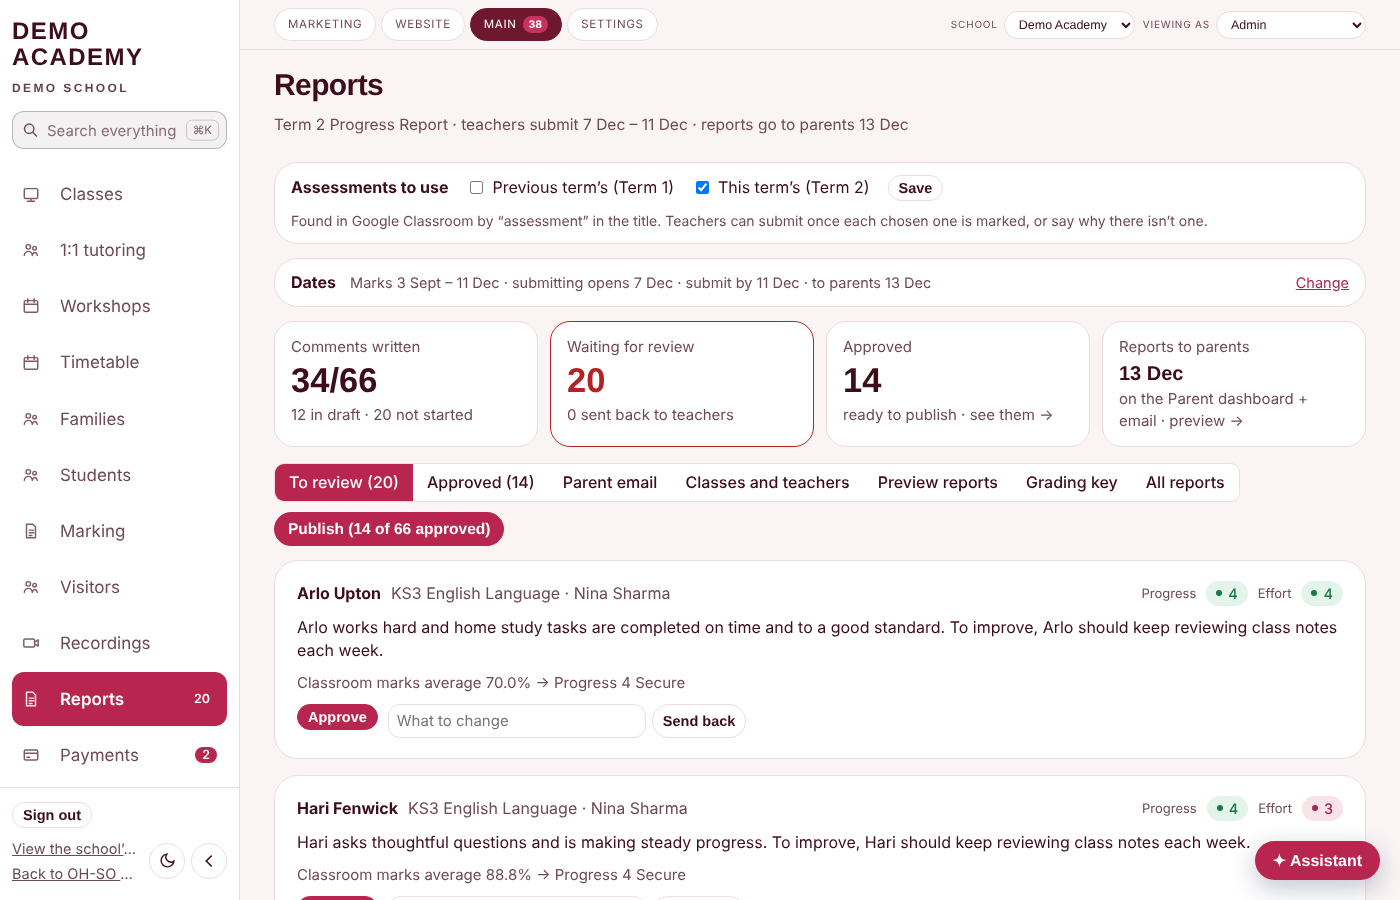 DEMO
ACADEMY
DEMO SCHOOL
Search everything ⌘K
Classes
1:1 tutoring
Workshops
Timetable
Families
Students
Marking
Visitors
Recordings
Reports 20
Payments 2
Sign out
View the school’…
Back to OH-SO …
MARKETING WEBSITE MAIN 38 SETTINGS
SCHOOL Demo Academy VIEWING AS Admin
Reports
Term 2 Progress Report · teachers submit 7 Dec – 11 Dec · reports go to parents 13 Dec
Assessments to use Previous term’s (Term 1) This term’s (Term 2) Save
Found in Google Classroom by “assessment” in the title. Teachers can submit once each chosen one is marked, or say why there isn’t one.
Dates Marks 3 Sept – 11 Dec · submitting opens 7 Dec · submit by 11 Dec · to parents 13 Dec Change
Comments written
34/66
12 in draft · 20 not started
Waiting for review
20
0 sent back to teachers
Approved
14
ready to publish · see them →
Reports to parents
13 Dec
on the Parent dashboard +
email · preview →
To review (20) Approved (14) Parent email Classes and teachers Preview reports Grading key All reports
Publish (14 of 66 approved)
Arlo Upton KS3 English Language · Nina Sharma Progress 4 Effort 4
Arlo works hard and home study tasks are completed on time and to a good standard. To improve, Arlo should keep reviewing class notes
each week.
Classroom marks average 70.0% → Progress 4 Secure
Approve What to change Send back
Hari Fenwick KS3 English Language · Nina Sharma Progress 4 Effort 3
Hari asks thoughtful questions and is making steady progress. To improve, Hari should keep reviewing class notes each week.
Classroom marks average 88.8% → Progress 4 Secure
✦ Assistant